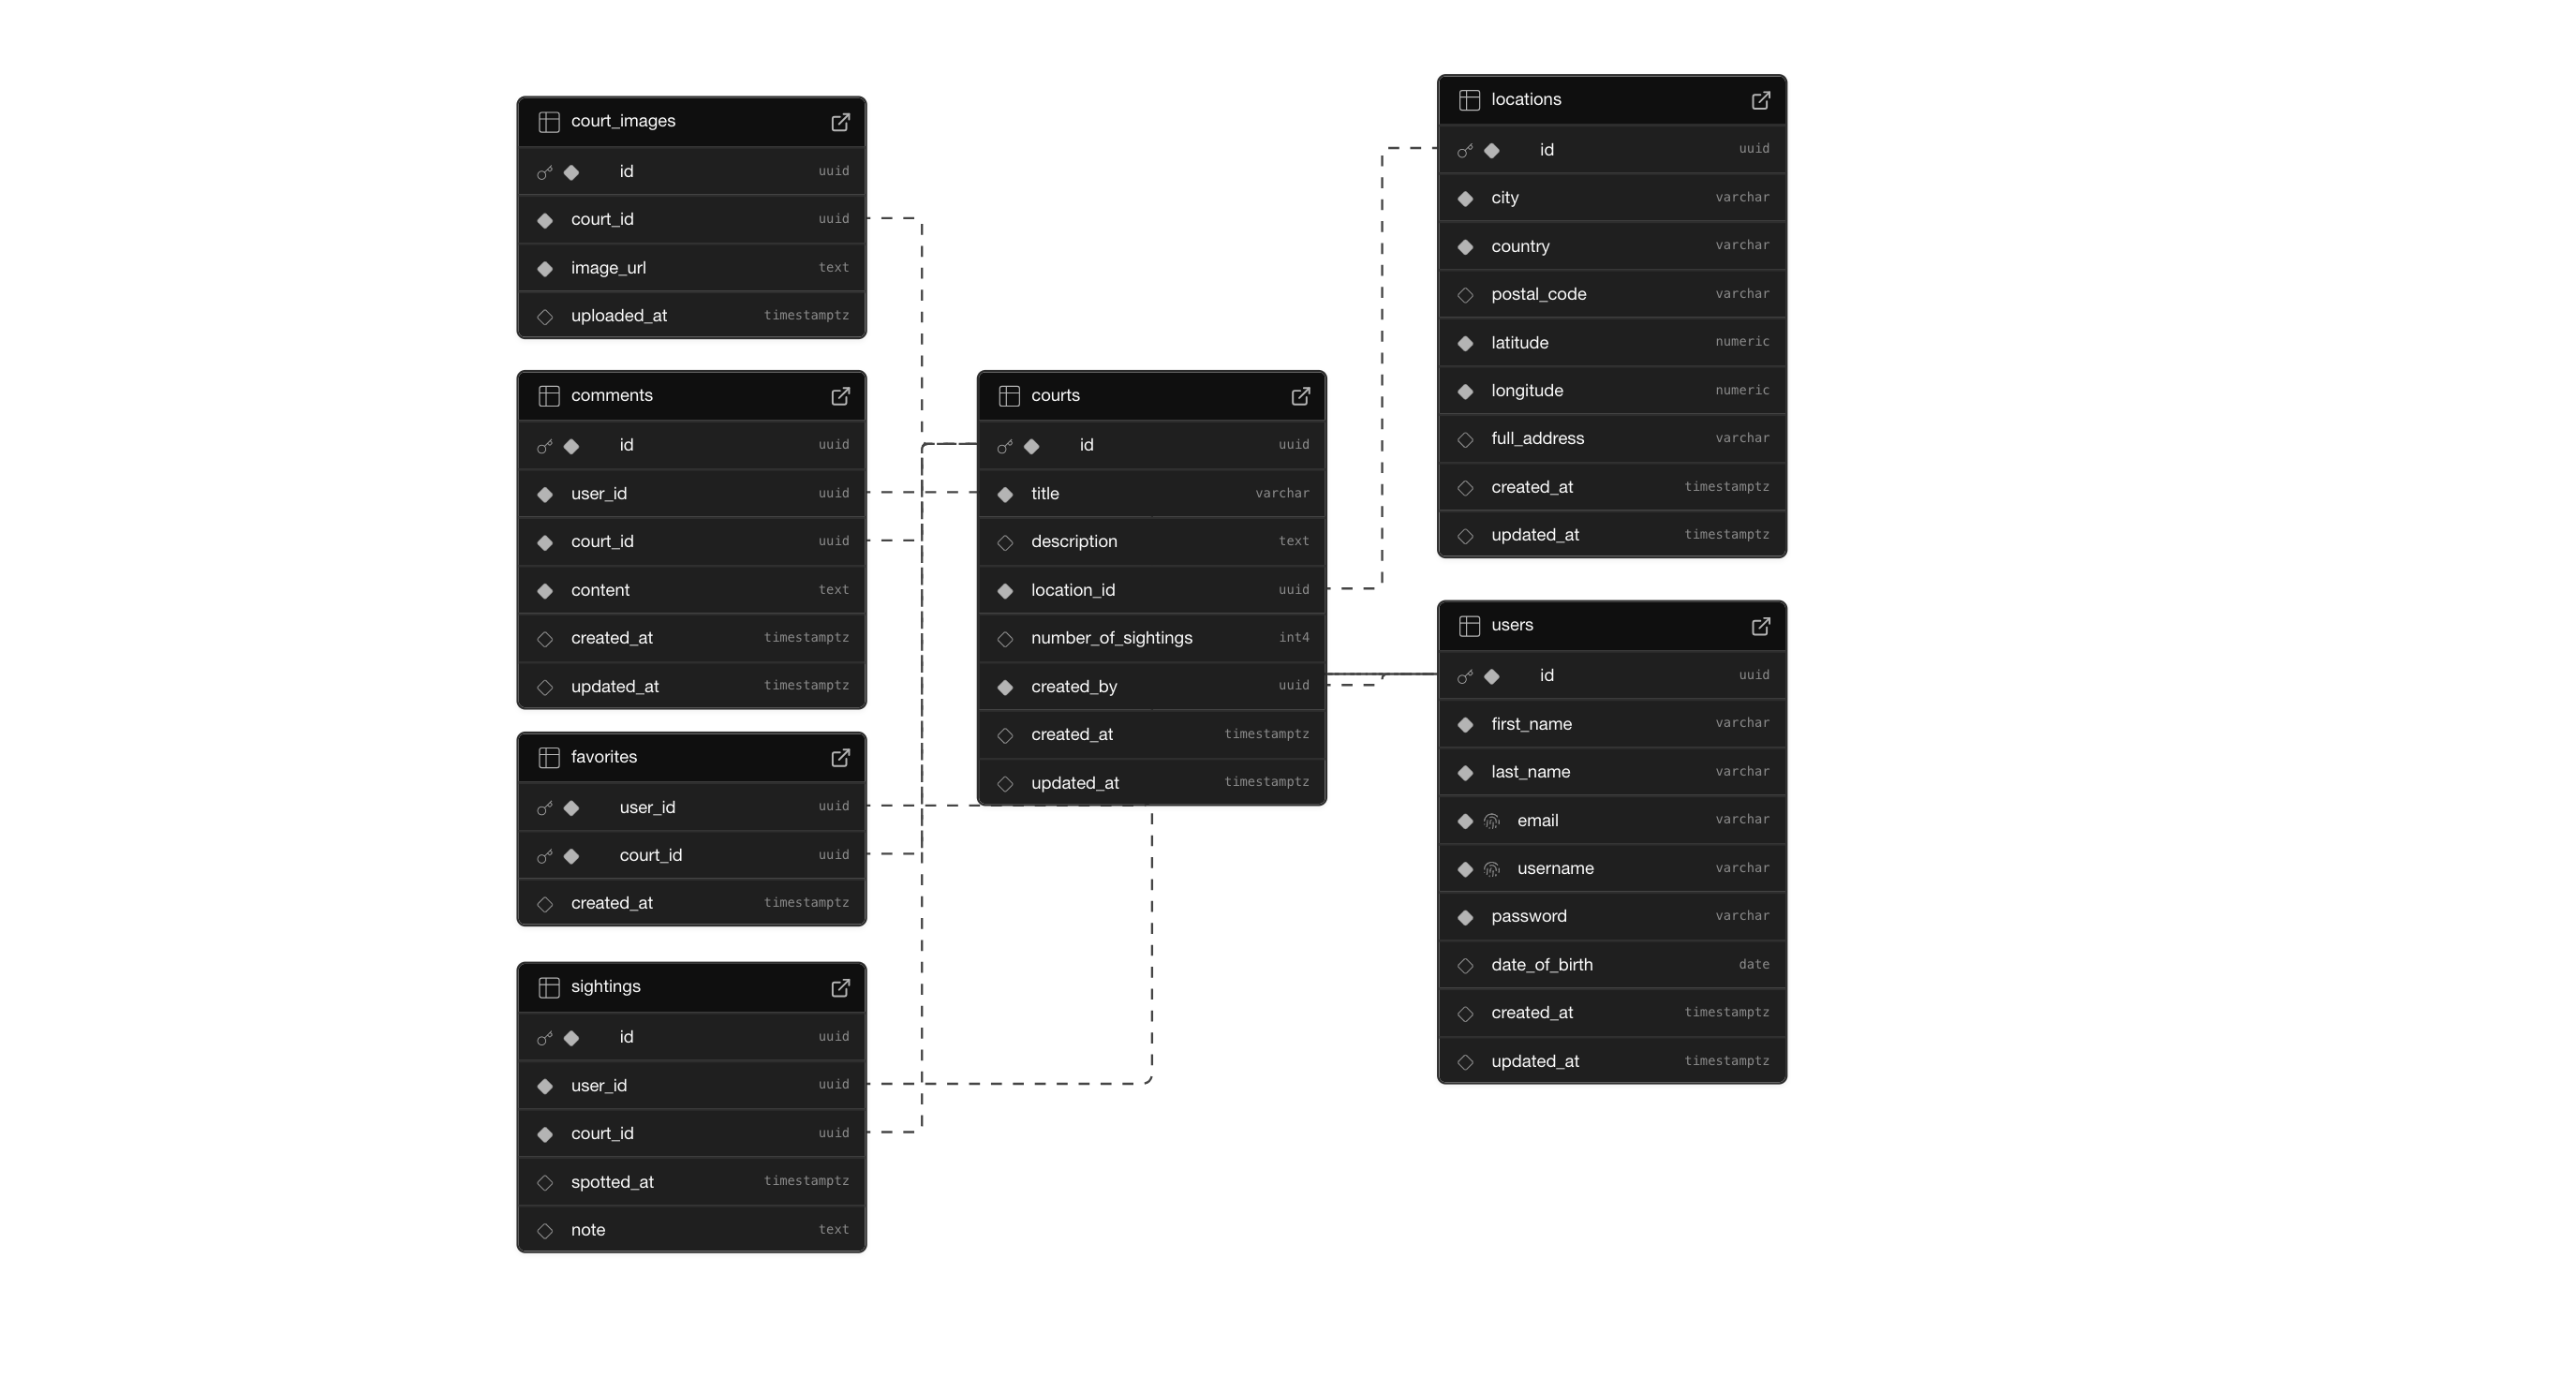 court_images
id uuid
court_id uuid
image_url text
uploaded_at timestamptz
comments
id uuid
user_id uuid
court_id uuid
content text
created_at timestamptz
updated_at timestamptz
favorites
user_id uuid
court_id uuid
created_at timestamptz
sightings
id uuid
user_id uuid
court_id uuid
spotted_at timestamptz
note text
courts
id uuid
title varchar
description text
location_id uuid
number_of_sightings int4
created_by uuid
created_at timestamptz
updated_at timestamptz
locations
id uuid
city varchar
country varchar
postal_code varchar
latitude numeric
longitude numeric
full_address varchar
created_at timestamptz
updated_at timestamptz
users
id uuid
first_name varchar
last_name varchar
email varchar
username varchar
password varchar
date_of_birth date
created_at timestamptz
updated_at timestamptz